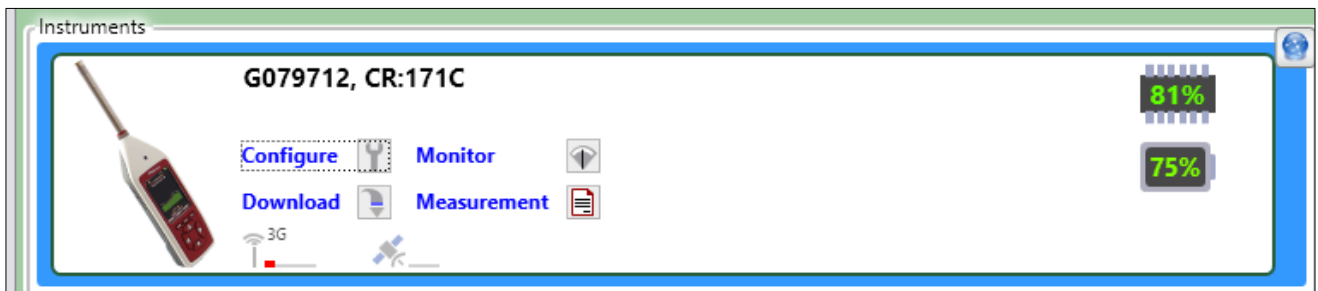 Instruments
G079712, CR:171C
81%
Configure Monitor
75%
Download Measurement
3G